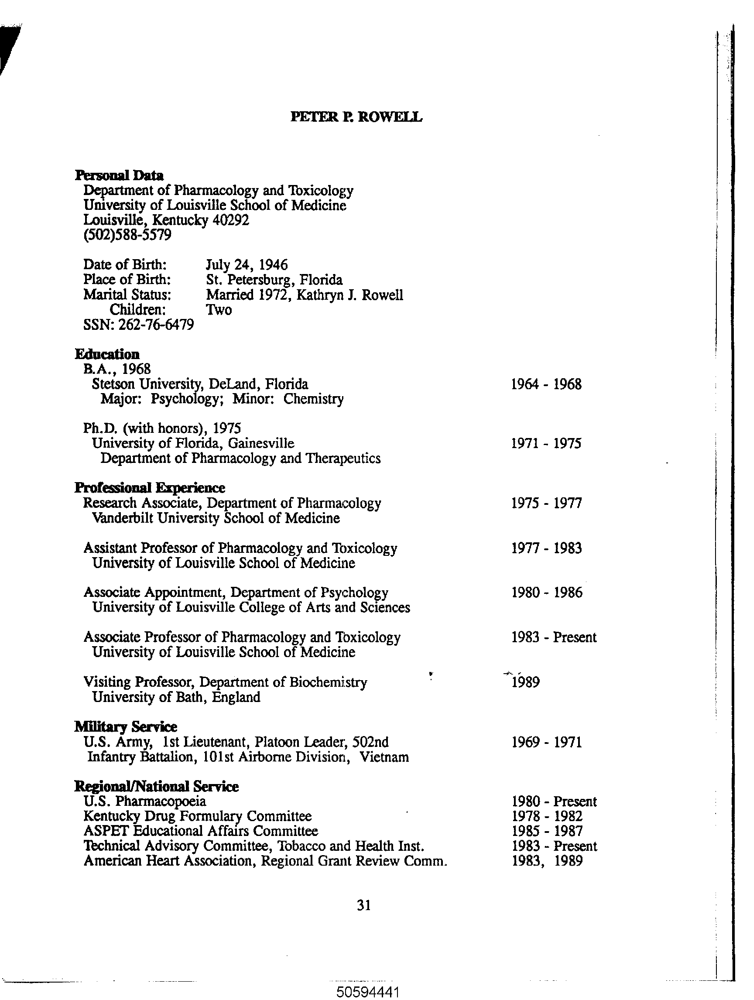 PETER P. ROWELL
Personal Data
Department of Pharmacology and Toxicology
University of Louisville School of Medicine
Louisville, Kentucky 40292
(502)588-5579
Date of Birth: July 24, 1946
Place of Birth: St. Petersburg, Florida
Marital Status: Married 1972, Kathryn J. Rowell
Children: Two
SSN: 262-76-6479
Education
B.A., 1968
Stetson University, DeLand, Florida 1964 - 1968
Major: Psychology; Minor: Chemistry
Ph.D. (with honors), 1975
University of Florida, Gainesville 1971 - 1975
Department of Pharmacology and Therapeutics
Professional Experience
Research Associate, Department of Pharmacology 1975 - 1977
Vanderbilt University School of Medicine
Assistant Professor of Pharmacology and Toxicology 1977 - 1983
University of Louisville School of Medicine
Associate Appointment, Department of Psychology 1980 - 1986
University of Louisville College of Arts and Sciences
Associate Professor of Pharmacology and Toxicology 1983 - Present
University of Louisville School of Medicine
Visiting Professor, Department of Biochemistry 1989
University of Bath, England
Military Service
U.S. Army, 1st Lieutenant, Platoon Leader, 502nd 1969 - 1971
Infantry Battalion, 101st Airborne Division, Vietnam
Regional/National Service
U.S. Pharmacopoeia 1980 - Present
Kentucky Drug Formulary Committee 1978 - 1982
ASPET Educational Affairs Committee 1985 - 1987
Technical Advisory Committee, Tobacco and Health Inst. 1983 - Present
American Heart Association, Regional Grant Review Comm. 1983, 1989
31
50594441